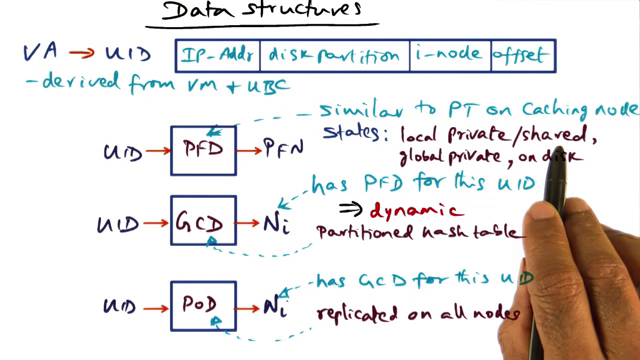 Data structures
VA → UID IP-Addr disk partition i-node offset
- derived from VM + UBC
similar to PT on Caching node
States: local private/shared,
UID → PFD → PFN
global private, on disk
has PFD for this UID
⇒ dynamic
UID → GCD → Ni
partitioned hash table
has GCD for this UID
UID → POD → Ni
replicated on all nodes